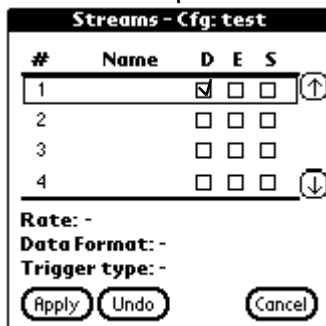 Streams - Cfg: test
# Name D E S
1
2
3
4
Rate: -
Data Format: -
Trigger type: -
Apply Undo Cancel